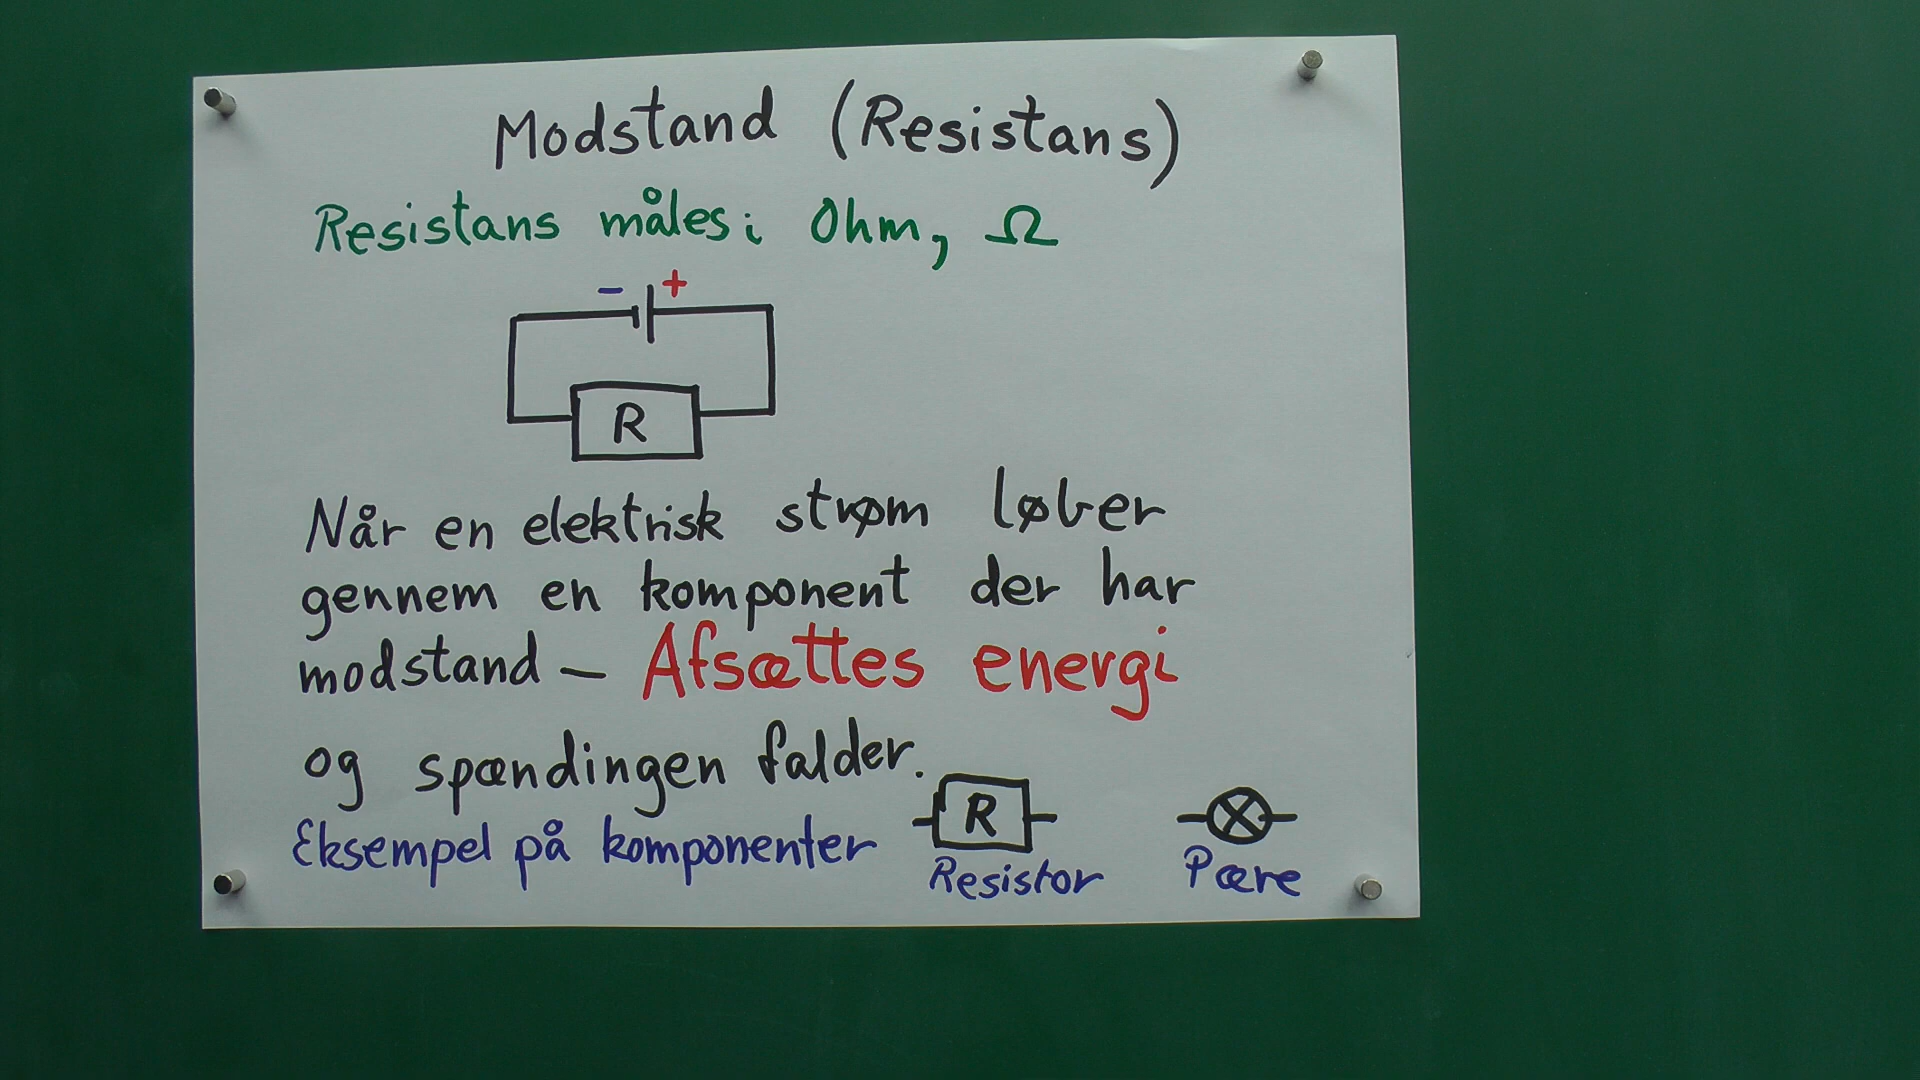 Modstand (Resistans)
Resistans måles i Ohm, Ω
- +
R
Når en elektrisk strøm løber
gennem en komponent der har
modstand – Afsættes energi
og spændingen falder.
R
Eksempel på komponenter
Resistor Pære